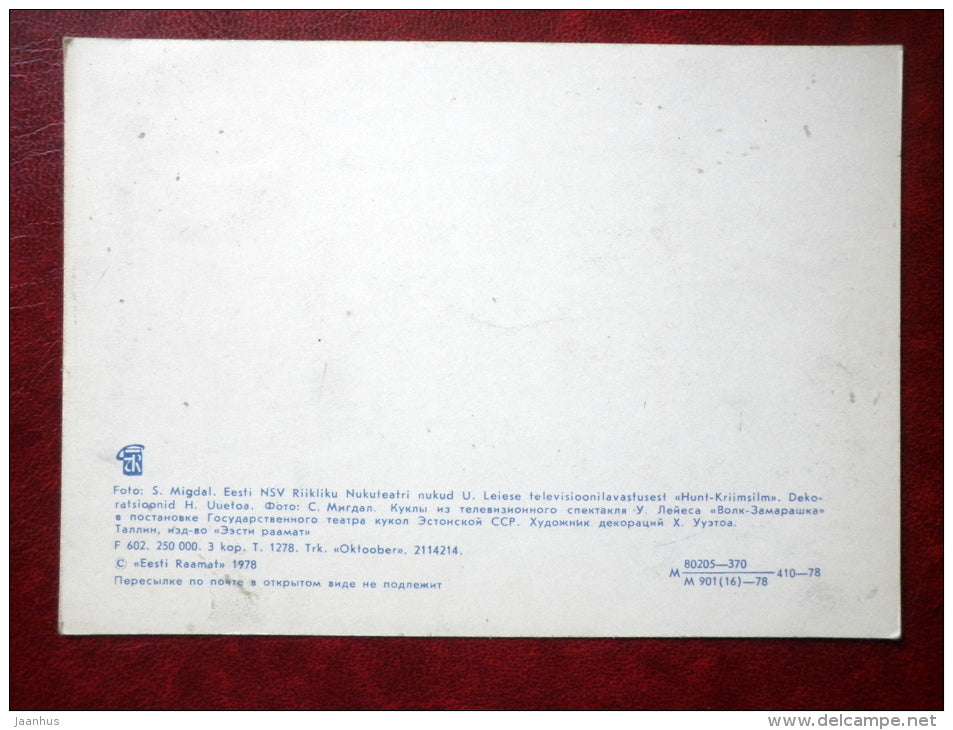 Foto: S. Migdal. Eesti NSV Riikliku Nukuteatri nukud U. Leiese televisioonilavastusest «Hunt-Kriimsilm». Deko-
ratsioonid H. Uuetoa. Фото: С. Мигдал. Куклы из телевизионного спектакля У. Лейеса «Волк-Замарашка»
в постановке Государственного театра кукол Эстонской ССР. Художник декораций Х. Ууэтоа.
Таллин, изд-во «Ээсти раамат»
F 602. 250 000. 3 kop. T. 1278. Trk. «Oktoober». 2114214.
© «Eesti Raamat» 1978
Пересылке по почте в открытом виде не подлежит
80205—370
М 410—78
М 901(16)—78
jaanhus
www.delcampe.net